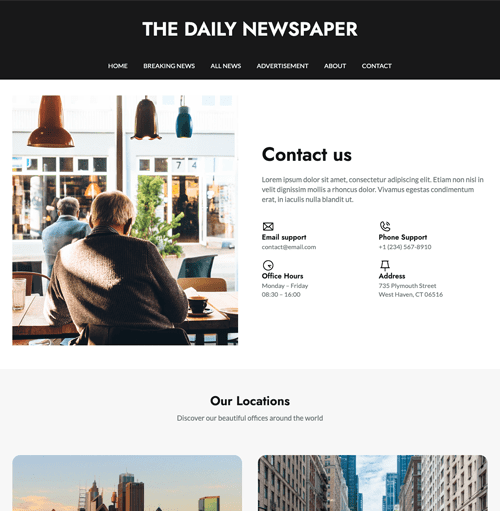 THE DAILY NEWSPAPER
HOME BREAKING NEWS ALL NEWS ADVERTISEMENT ABOUT CONTACT
7 4
Contact us
Lorem ipsum dolor sit amet, consectetur adipiscing elit. Etiam non nisl in
velit dignissim mollis a rhoncus dolor. Vivamus egestas condimentum
erat, in iaculis nulla blandit ut.
Email support
contact@email.com
Phone Support
+1 (234) 567-8910
Office Hours
Monday – Friday
08:30 – 16:00
Address
735 Plymouth Street
West Haven, CT 06516
Our Locations
Discover our beautiful offices around the world